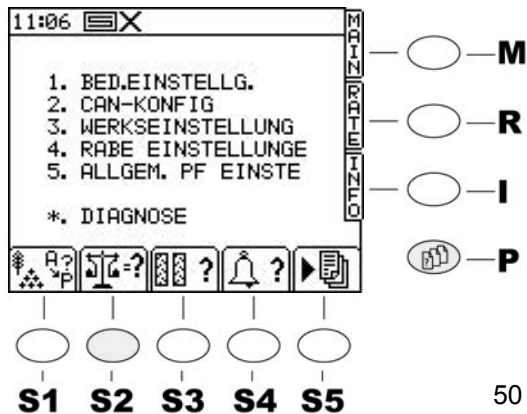 11:06
MAIN
M
1. BED.EINSTELLG.
2. CAN-KONFIG
3. WERKSEINSTELLUNG
4. RABE EINSTELLUNGE
5. ALLGEM. PF EINSTE
*. DIAGNOSE
RATE
R
INFO
I
P
A?
P
=?
?
?
S1 S2 S3 S4 S5
50